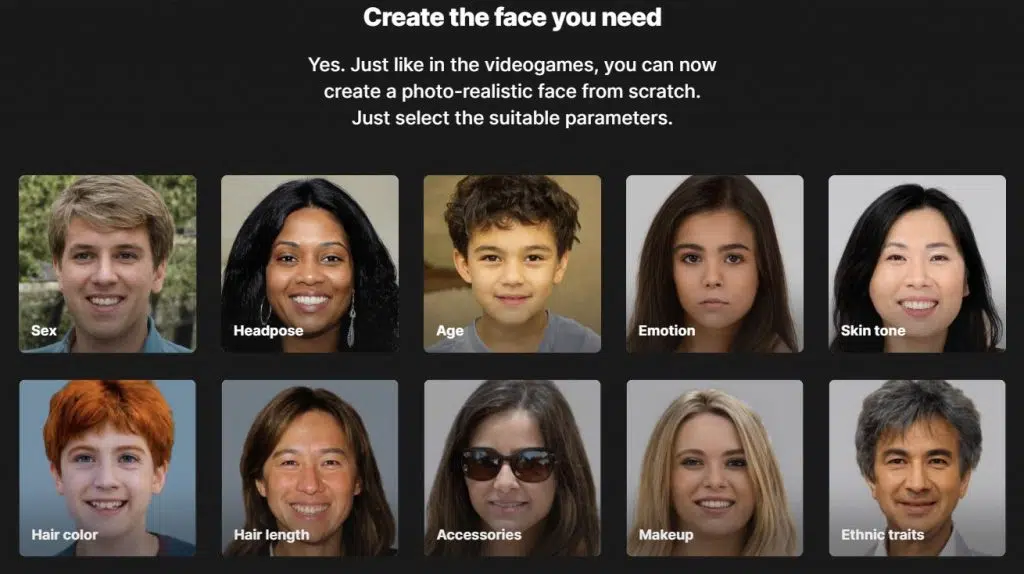 Create the face you need
Yes. Just like in the videogames, you can now
create a photo-realistic face from scratch.
Just select the suitable parameters.
Sex
Headpose
Age
Emotion
Skin tone
Hair color
Hair length
Accessories
Makeup
Ethnic traits